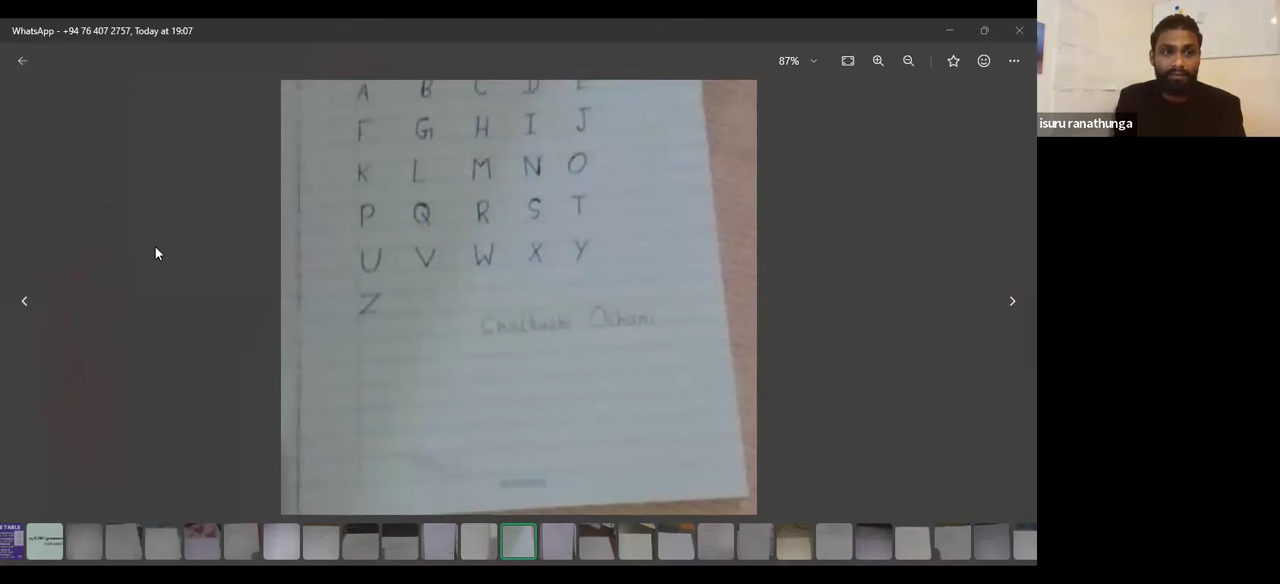 WhatsApp - +94 76 407 2757, Today at 19:07
87%
isuru ranathunga
A B C D E
F G H I J
K L M N O
P Q R S T
U V W X Y
Z